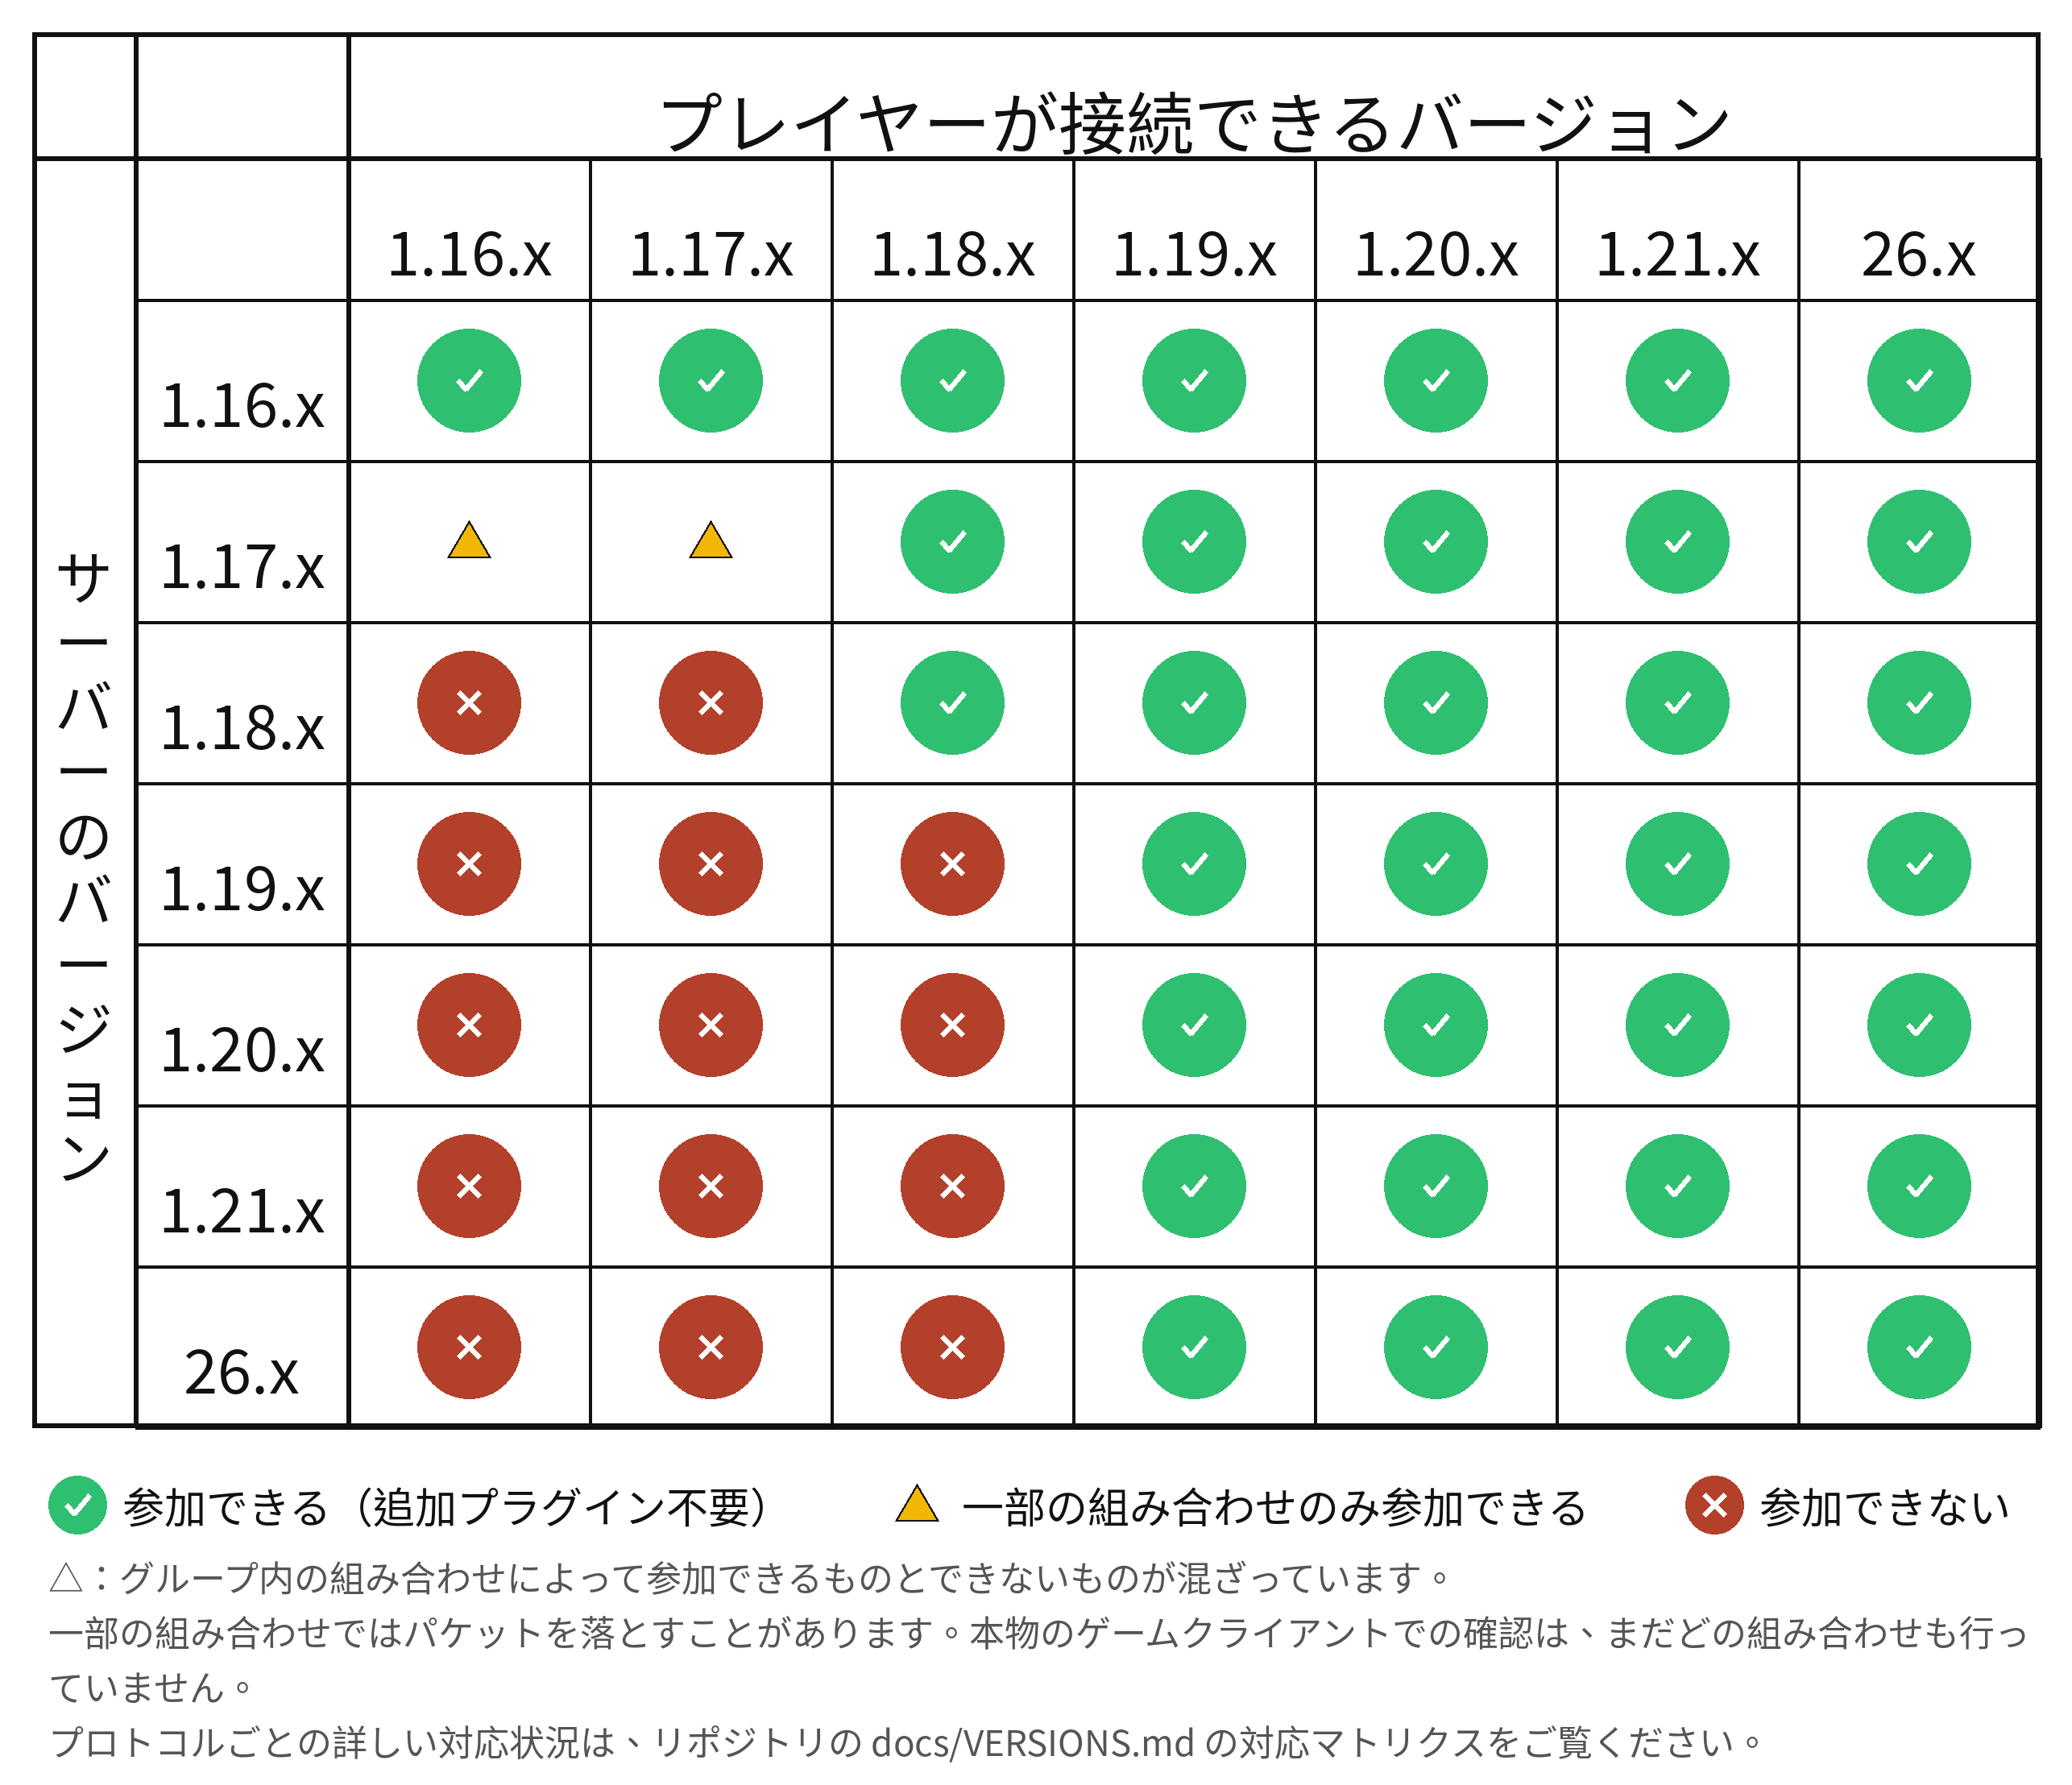 プレイヤーが接続できるバージョン
サーバーのバージョン
1.16.x 1.17.x 1.18.x 1.19.x 1.20.x 1.21.x 26.x
1.16.x
1.17.x
1.18.x
1.19.x
1.20.x
1.21.x
26.x
参加できる（追加プラグイン不要） 一部の組み合わせのみ参加できる 参加できない
△：グループ内の組み合わせによって参加できるものとできないものが混ざっています。
一部の組み合わせではパケットを落とすことがあります。本物のゲームクライアントでの確認は、まだどの組み合わせも行っ
ていません。
プロトコルごとの詳しい対応状況は、リポジトリの docs/VERSIONS.md の対応マトリクスをご覧ください。